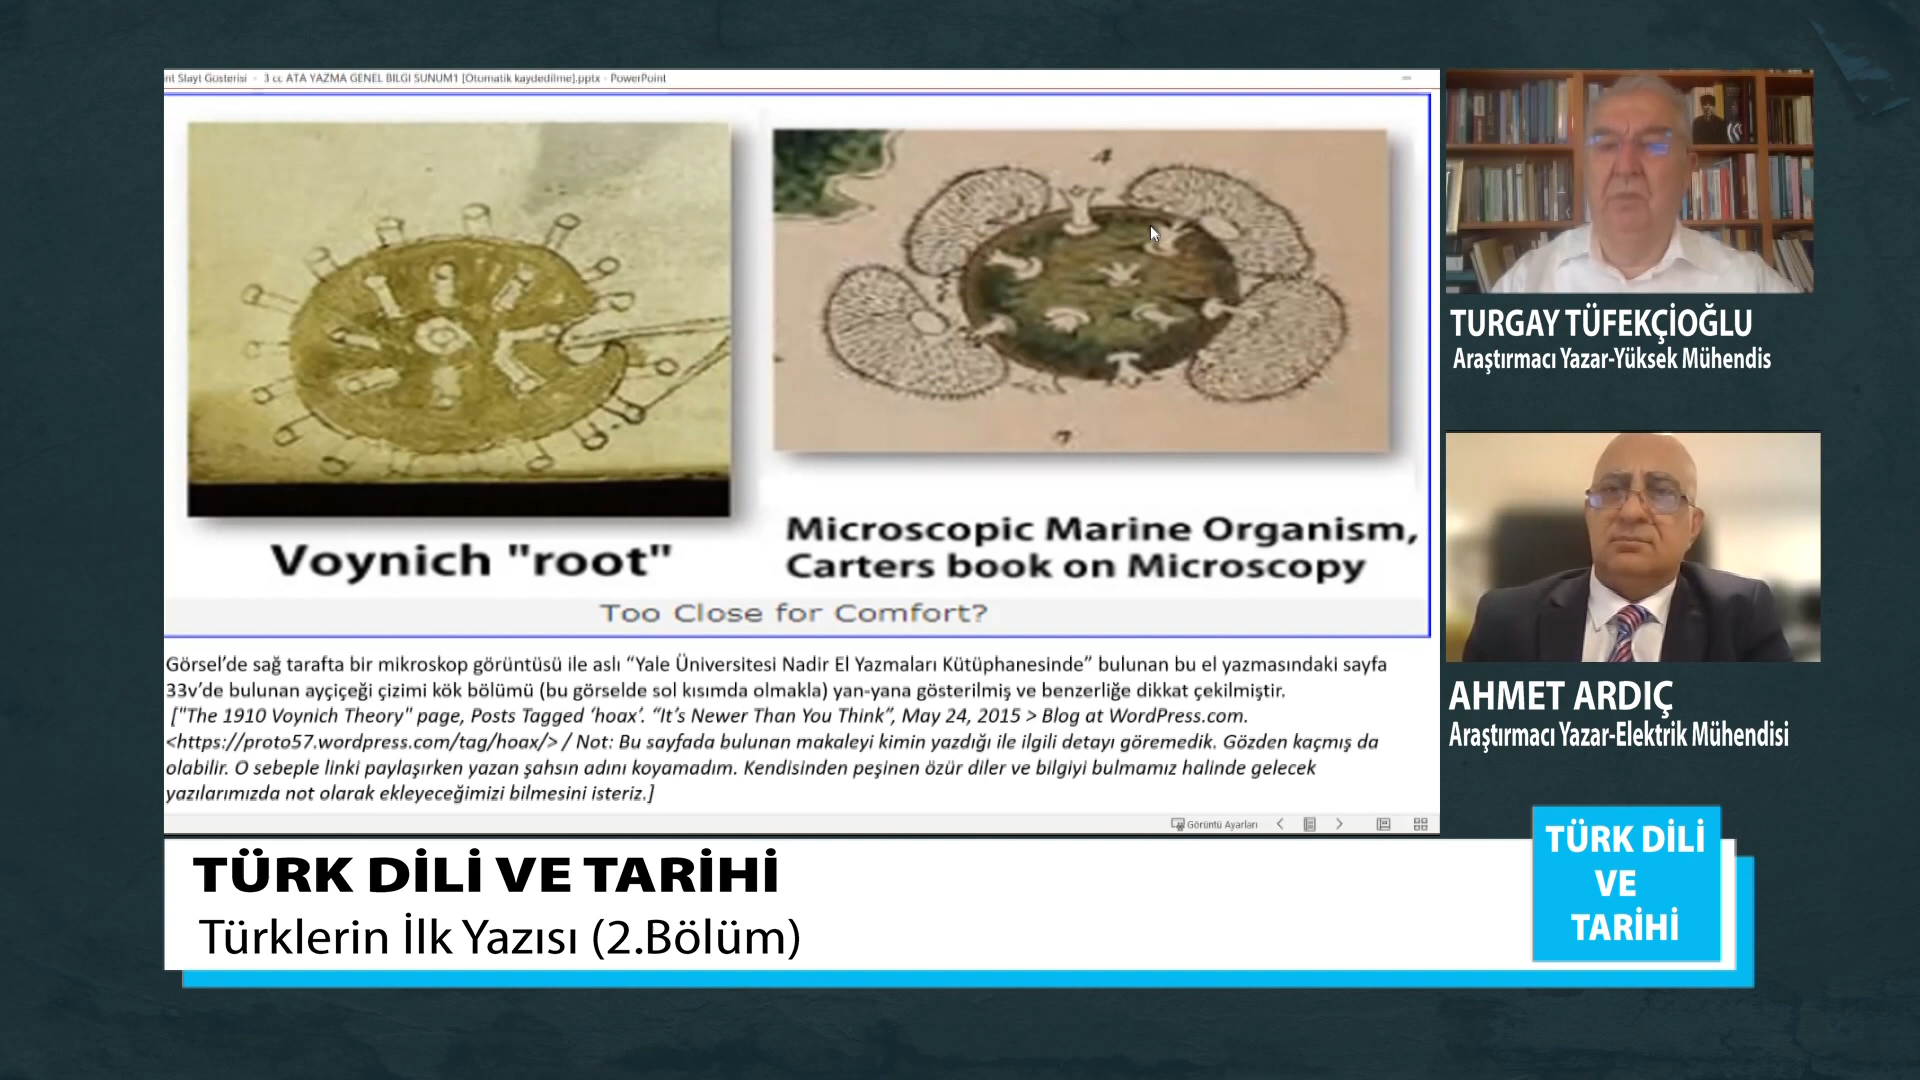 nt Slayt Gösterisi - 3 cc ATA YAZMA GENEL BILGI SUNUM1 [Otomatik kaydedilme].pptx - PowerPoint
4
Voynich "root"
Microscopic Marine Organism,
Carters book on Microscopy
Too Close for Comfort?
Görsel’de sağ tarafta bir mikroskop görüntüsü ile aslı “Yale Üniversitesi Nadir El Yazmaları Kütüphanesinde” bulunan bu el yazmasındaki sayfa
33v’de bulunan ayçiçeği çizimi kök bölümü (bu görselde sol kısımda olmakla) yan-yana gösterilmiş ve benzerliğe dikkat çekilmiştir.
["The 1910 Voynich Theory" page, Posts Tagged ‘hoax’. “It’s Newer Than You Think”, May 24, 2015 > Blog at WordPress.com.
<https://proto57.wordpress.com/tag/hoax/> / Not: Bu sayfada bulunan makaleyi kimin yazdığı ile ilgili detayı göremedik. Gözden kaçmış da
olabilir. O sebeple linki paylaşırken yazan şahsın adını koyamadım. Kendisinden peşinen özür diler ve bilgiyi bulmamız halinde gelecek
yazılarımızda not olarak ekleyeceğimizi bilmesini isteriz.]
Görüntü Ayarları
TURGAY TÜFEKÇİOĞLU
Araştırmacı Yazar-Yüksek Mühendis
AHMET ARDIÇ
Araştırmacı Yazar-Elektrik Mühendisi
TÜRK DİLİ VE TARİHİ
Türklerin İlk Yazısı (2.Bölüm)
TÜRK DİLİ
VE
TARİHİ